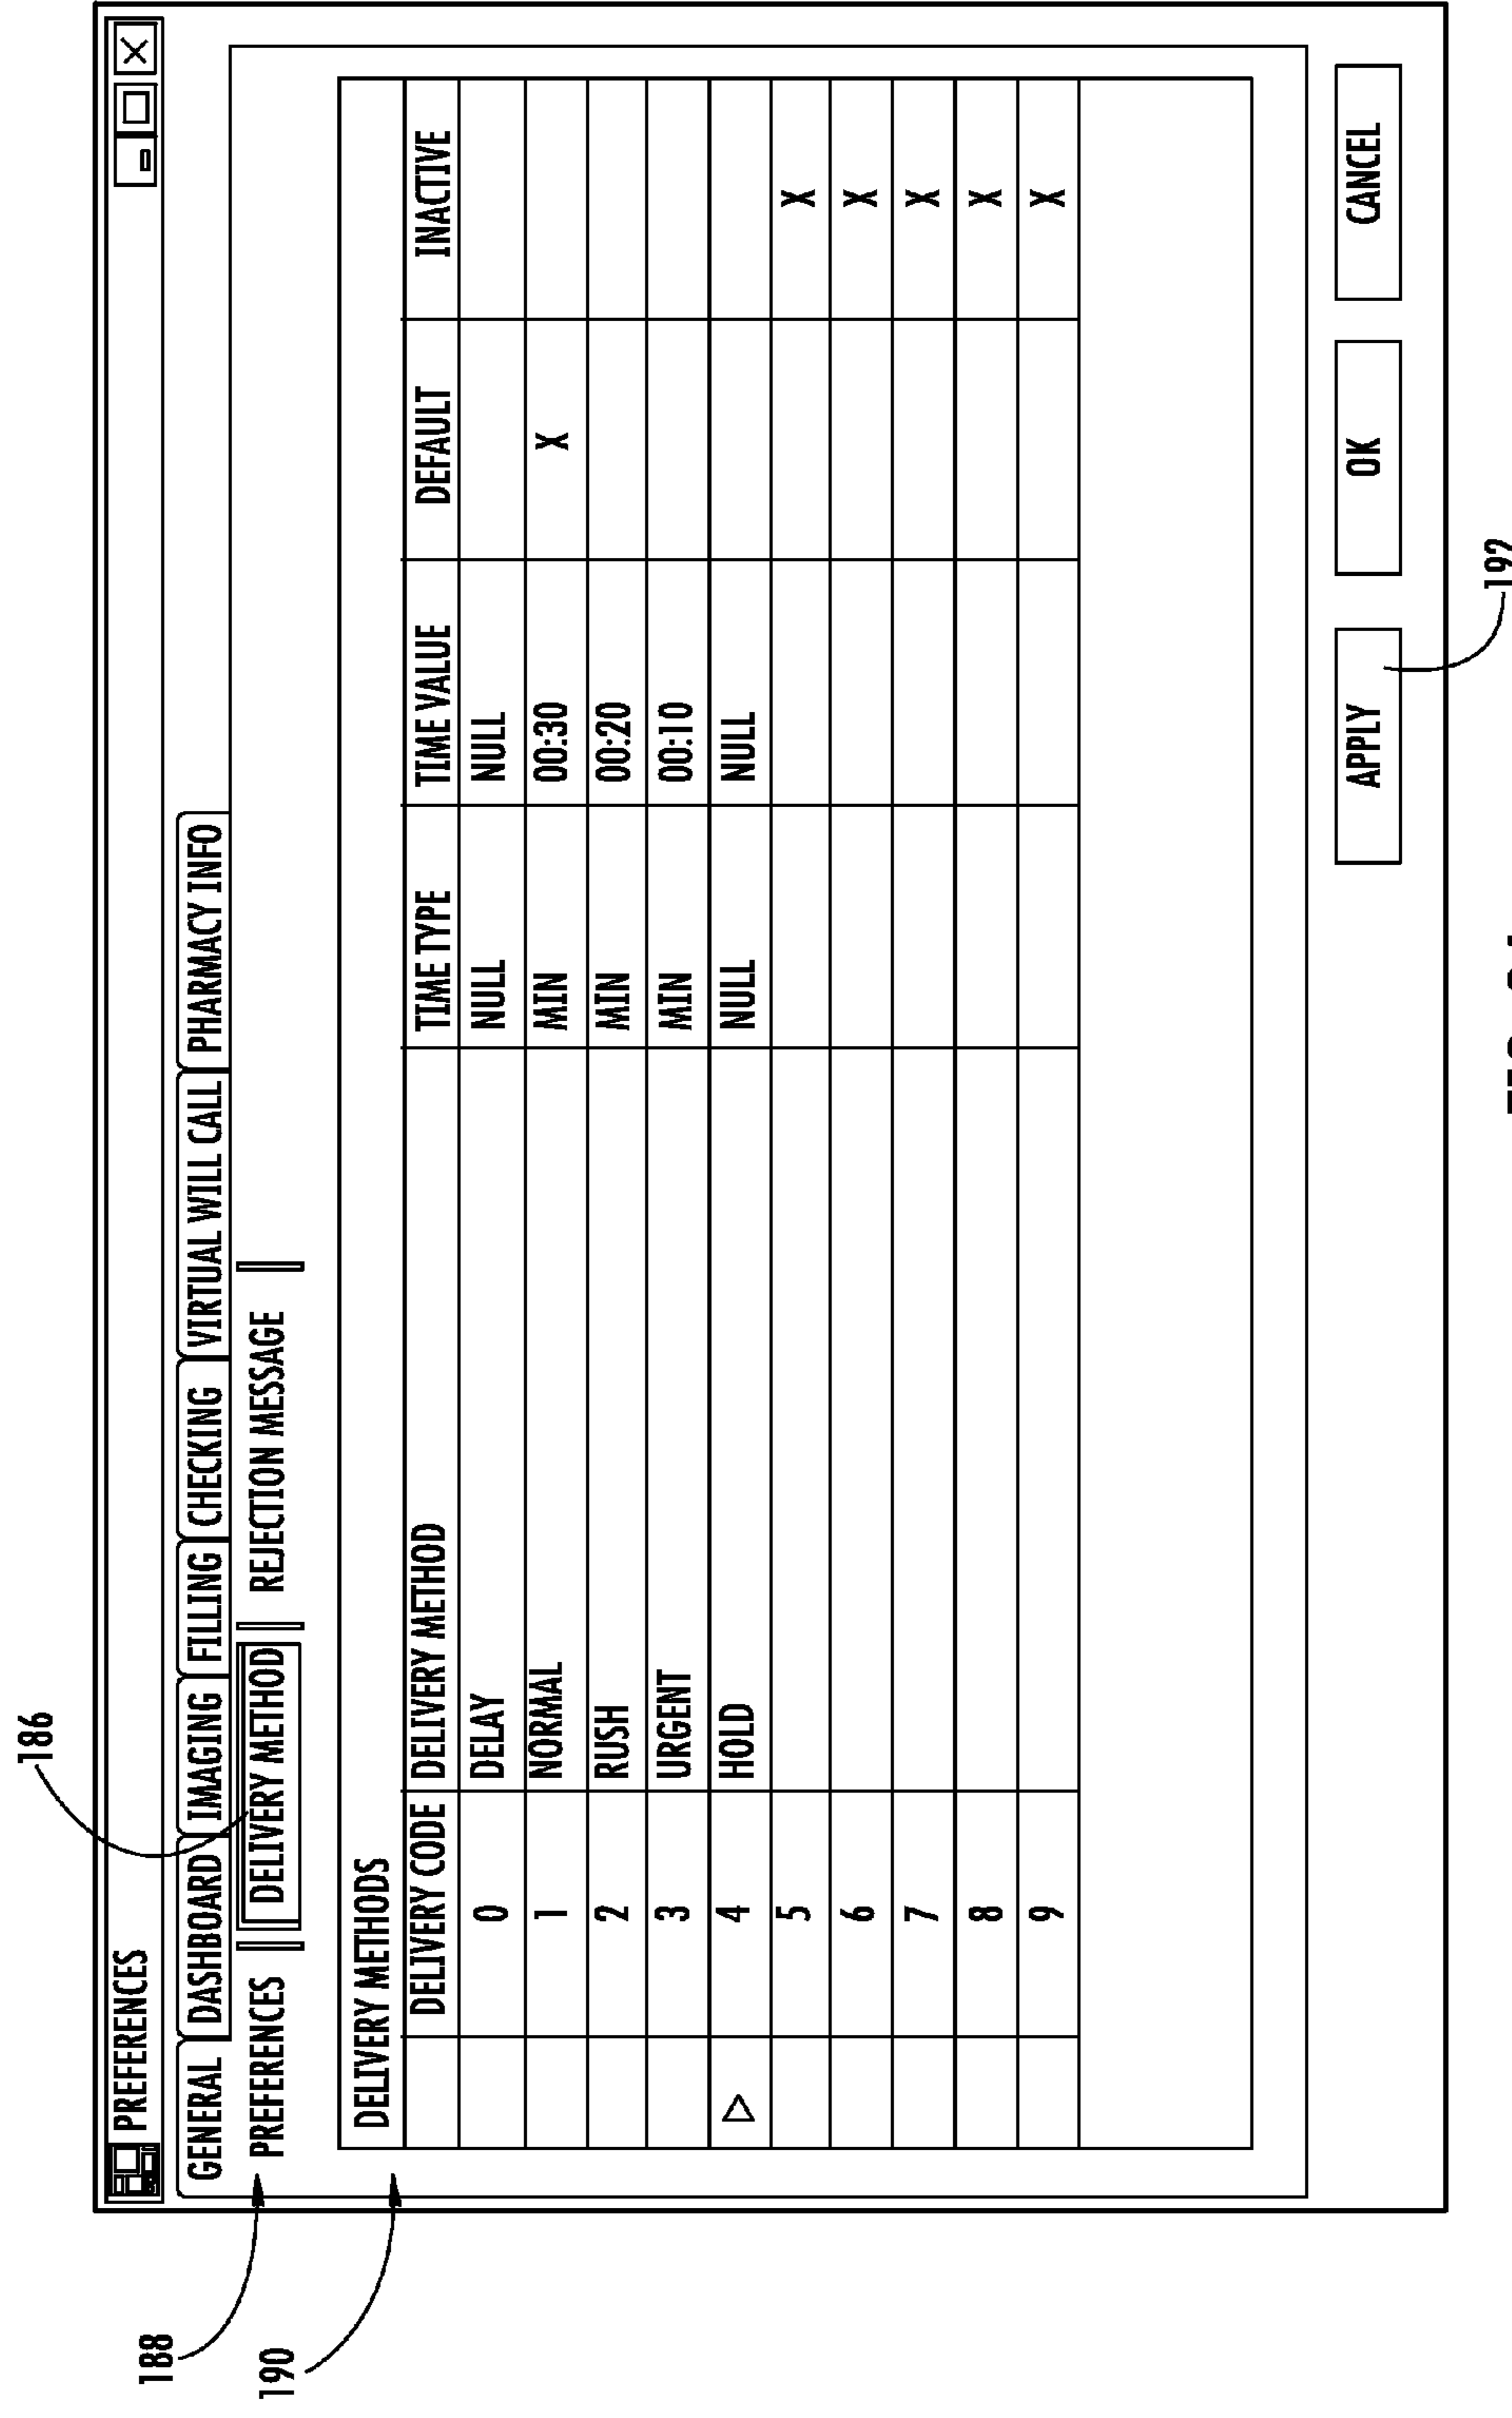 186
188
190
PREFERENCES
GENERAL DASHBOARD IMAGING FILLING CHECKING VIRTUAL WILL CALL PHARMACY INFO
PREFERENCES DELIVERY METHOD REJECTION MESSAGE
DELIVERY METHODS
DELIVERY CODE DELIVERY METHOD TIME TYPE TIME VALUE DEFAULT INACTIVE
0 DELAY NULL NULL
1 NORMAL MIN 00:30 X
2 RUSH MIN 00:20
3 URGENT MIN 00:10
4 HOLD NULL NULL
5 X
6 X
7 X
8 X
9 X
APPLY OK CANCEL
192